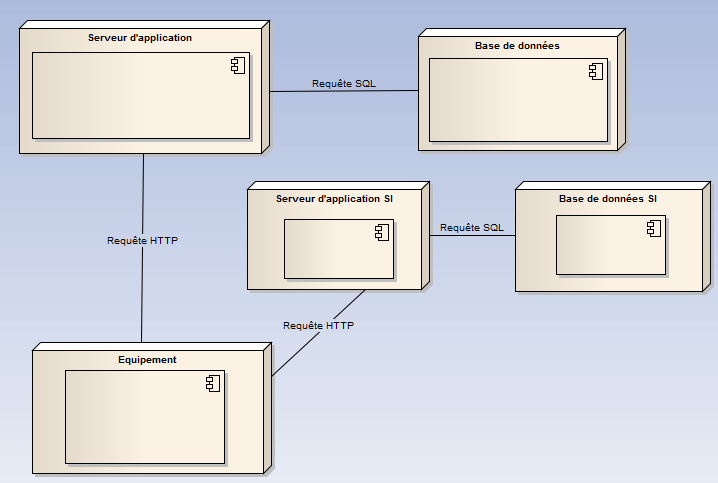 Serveur d'application
Base de données
Requête SQL
Serveur d'application SI
Base de données SI
Requête SQL
Requête HTTP
Requête HTTP
Equipement